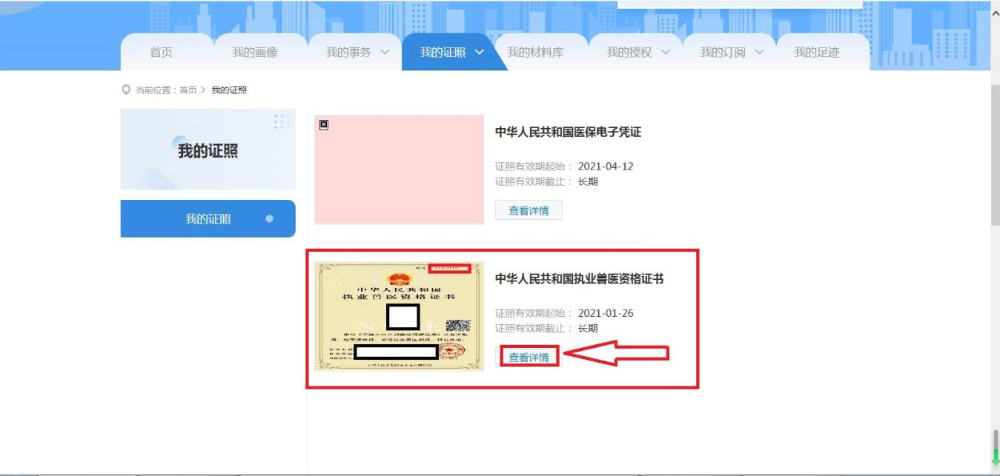 首页
我的画像
我的事务
我的证照
我的材料库
我的授权
我的订阅
我的足迹
当前位置：首页 > 我的证照
我的证照
我的证照
中华人民共和国医保电子凭证
证照有效期起始： 2021-04-12
证照有效期截止： 长期
查看详情
中华人民共和国
执业兽医资格证书
中华人民共和国执业兽医资格证书
证照有效期起始： 2021-01-26
证照有效期截止： 长期
查看详情